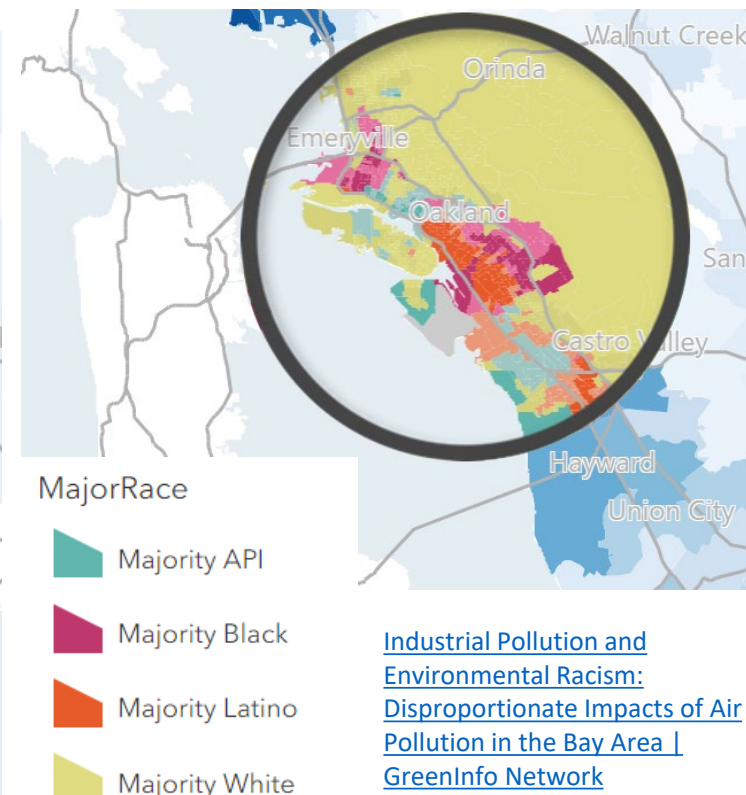 Walnut Creek
Orinda
Emeryville
Oakland
San
Castro Valley
Hayward
Union City
MajorRace
Majority API
Majority Black
Majority Latino
Majority White
Industrial Pollution and
Environmental Racism:
Disproportionate Impacts of Air
Pollution in the Bay Area |
GreenInfo Network